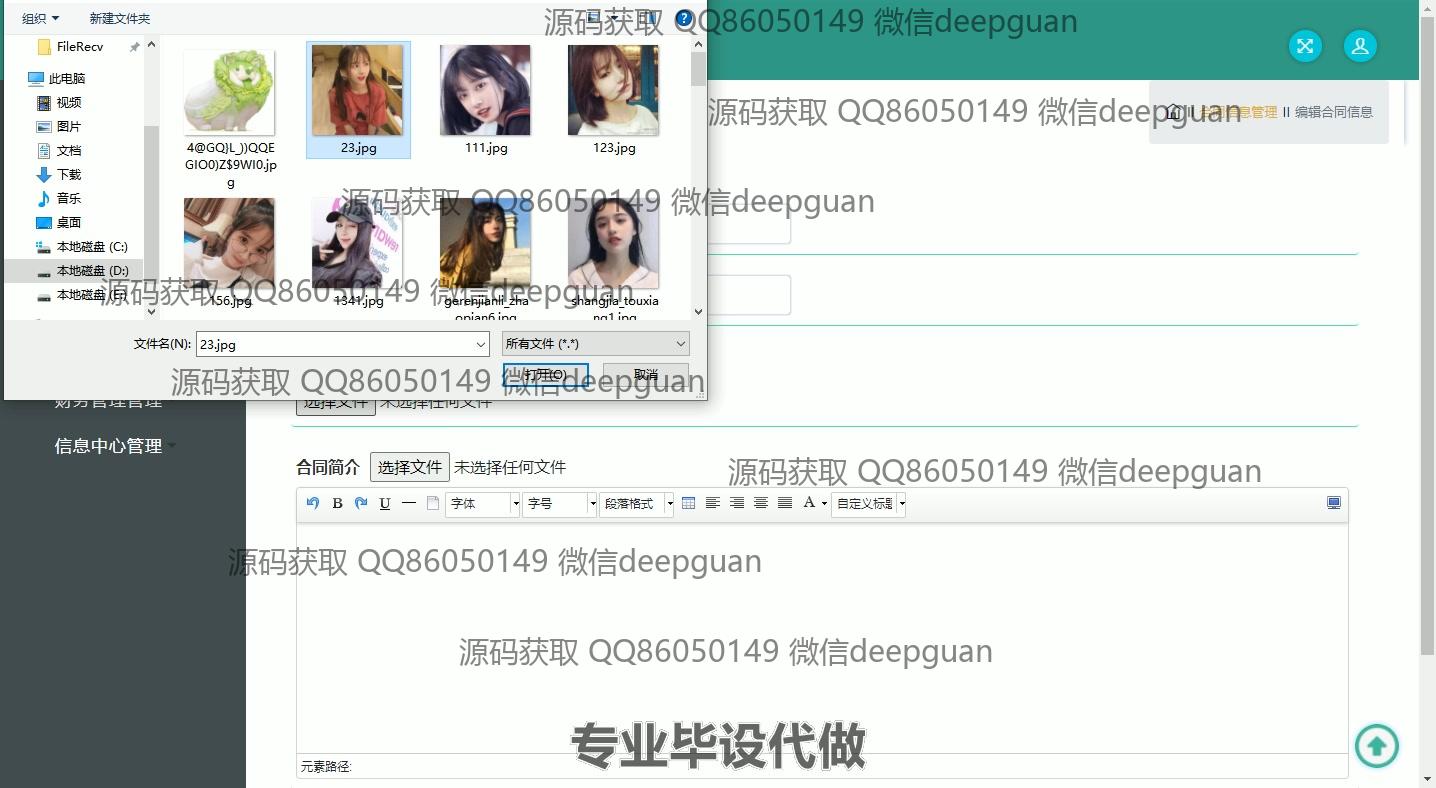 组织
新建文件夹
源码获取 QQ86050149 微信deepguan
FileRecv
此电脑
视频
图片
文档
下载
音乐
桌面
本地磁盘 (C:)
本地磁盘 (D:)
本地磁盘 (E:)
4@GQ}L_))QQE
GIO0)Z$9WI0.jp
g
23.jpg
111.jpg
123.jpg
源码获取 QQ86050149 微信deepguan
合同信息管理 II 编辑合同信息
源码获取 QQ86050149 微信deepguan
156.jpg
1341.jpg
gerenjianli_zha
opian6.jpg
shangjia_touxia
ng1.jpg
源码获取 QQ86050149 微信deepguan
文件名(N):
23.jpg
所有文件 (*.*)
打开(O)
取消
源码获取 QQ86050149 微信deepguan
财务管理管理
选择文件 未选择任何文件
信息中心管理
合同简介 选择文件 未选择任何文件
源码获取 QQ86050149 微信deepguan
B U 字体 字号 段落格式 A 自定义标题
源码获取 QQ86050149 微信deepguan
源码获取 QQ86050149 微信deepguan
专业毕设代做
元素路径: